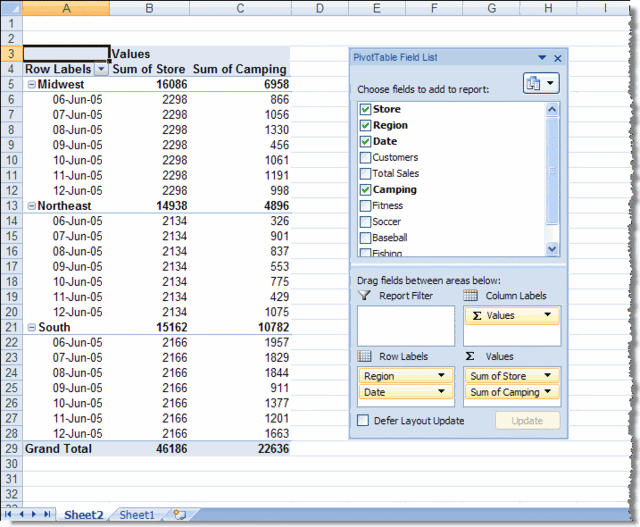 A B C D E F G H I
1
2
3 Values
4 Row Labels Sum of Store Sum of Camping
5 Midwest 16086 6958
6 06-Jun-05 2298 866
7 07-Jun-05 2298 1056
8 08-Jun-05 2298 1330
9 09-Jun-05 2298 456
10 10-Jun-05 2298 1061
11 11-Jun-05 2298 1191
12 12-Jun-05 2298 998
13 Northeast 14938 4896
14 06-Jun-05 2134 326
15 07-Jun-05 2134 901
16 08-Jun-05 2134 837
17 09-Jun-05 2134 553
18 10-Jun-05 2134 775
19 11-Jun-05 2134 429
20 12-Jun-05 2134 1075
21 South 15162 10782
22 06-Jun-05 2166 1957
23 07-Jun-05 2166 1829
24 08-Jun-05 2166 1844
25 09-Jun-05 2166 911
26 10-Jun-05 2166 1377
27 11-Jun-05 2166 1201
28 12-Jun-05 2166 1663
29 Grand Total 46186 22636
30
31
32
PivotTable Field List
Choose fields to add to report:
Store
Region
Date
Customers
Total Sales
Camping
Fitness
Soccer
Baseball
Fishing
Drag fields between areas below:
Report Filter Column Labels
Σ Values
Row Labels Σ Values
Region Sum of Store
Date Sum of Camping
Defer Layout Update Update
Sheet2 Sheet1